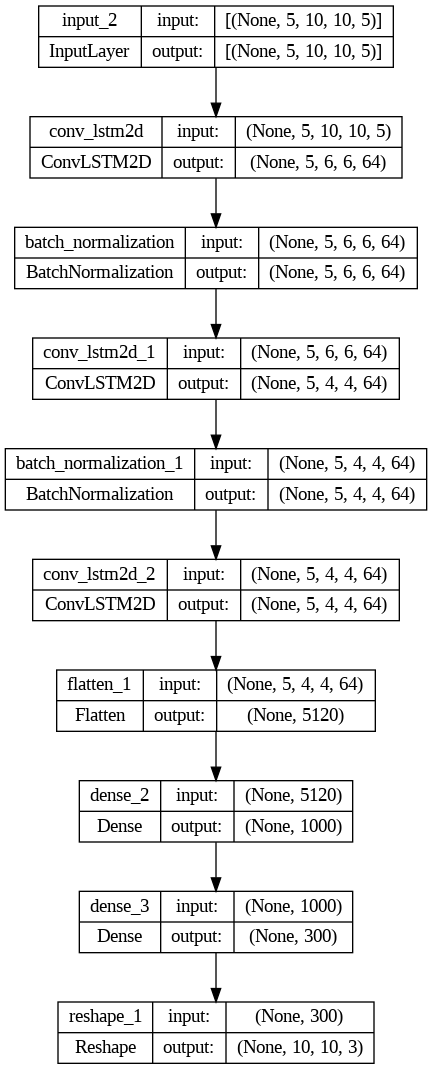 input_2 input: [(None, 5, 10, 10, 5)]
InputLayer output: [(None, 5, 10, 10, 5)]
conv_lstm2d input: (None, 5, 10, 10, 5)
ConvLSTM2D output: (None, 5, 6, 6, 64)
batch_normalization input: (None, 5, 6, 6, 64)
BatchNormalization output: (None, 5, 6, 6, 64)
conv_lstm2d_1 input: (None, 5, 6, 6, 64)
ConvLSTM2D output: (None, 5, 4, 4, 64)
batch_normalization_1 input: (None, 5, 4, 4, 64)
BatchNormalization output: (None, 5, 4, 4, 64)
conv_lstm2d_2 input: (None, 5, 4, 4, 64)
ConvLSTM2D output: (None, 5, 4, 4, 64)
flatten_1 input: (None, 5, 4, 4, 64)
Flatten output: (None, 5120)
dense_2 input: (None, 5120)
Dense output: (None, 1000)
dense_3 input: (None, 1000)
Dense output: (None, 300)
reshape_1 input: (None, 300)
Reshape output: (None, 10, 10, 3)